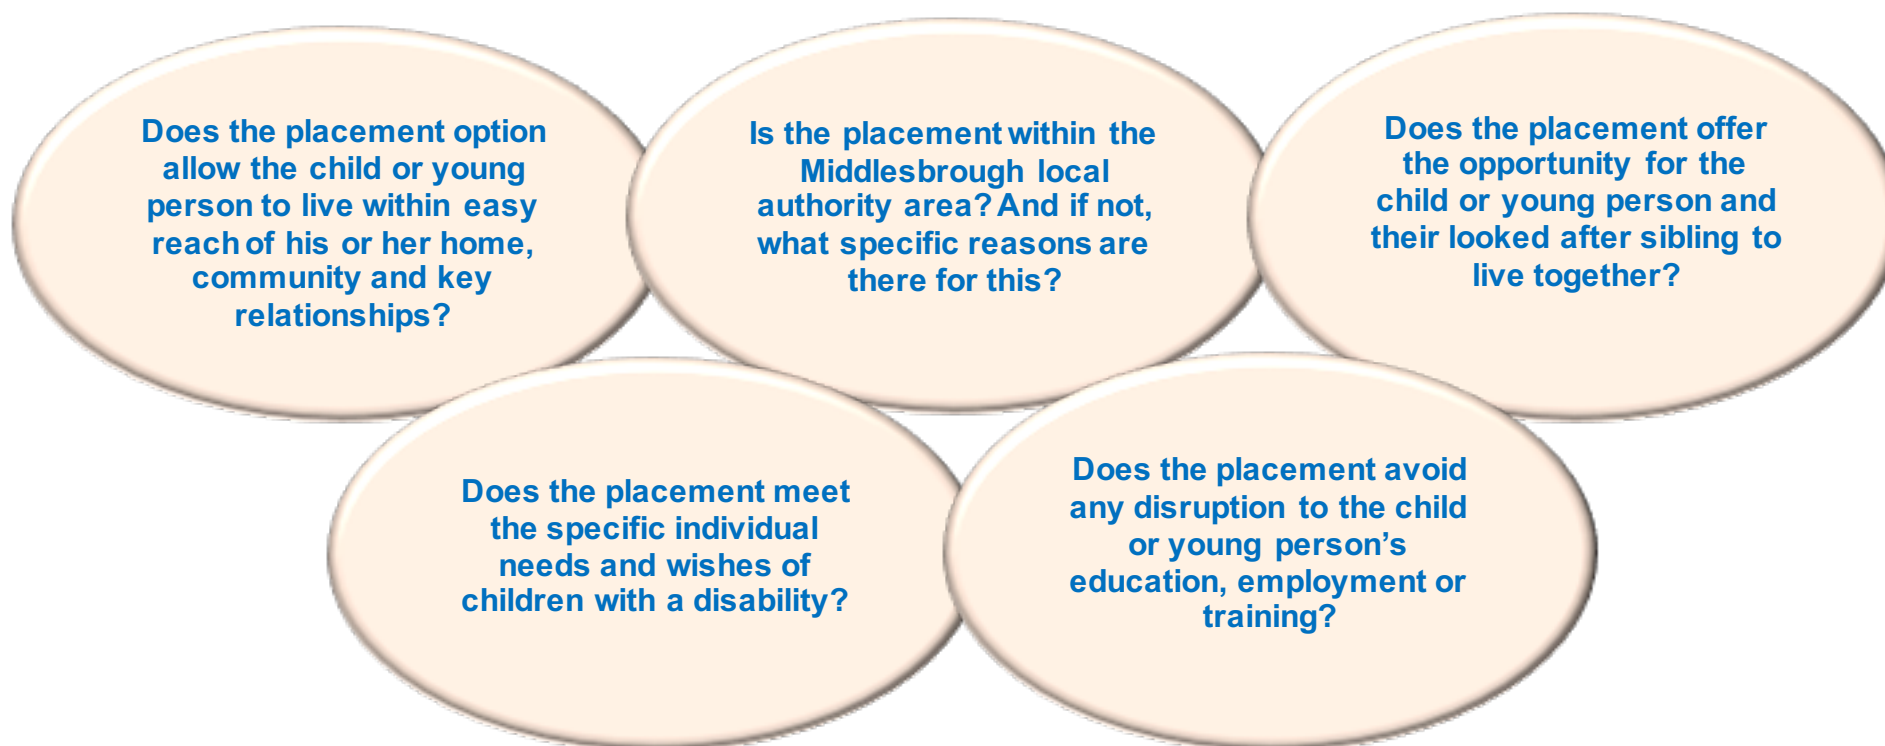 Does the placement option
allow the child or young
person to live within easy
reach of his or her home,
community and key
relationships?
Is the placement within the
Middlesbrough local
authority area? And if not,
what specific reasons are
there for this?
Does the placement offer
the opportunity for the
child or young person and
their looked after sibling to
live together?
Does the placement meet
the specific individual
needs and wishes of
children with a disability?
Does the placement avoid
any disruption to the child
or young person’s
education, employment or
training?